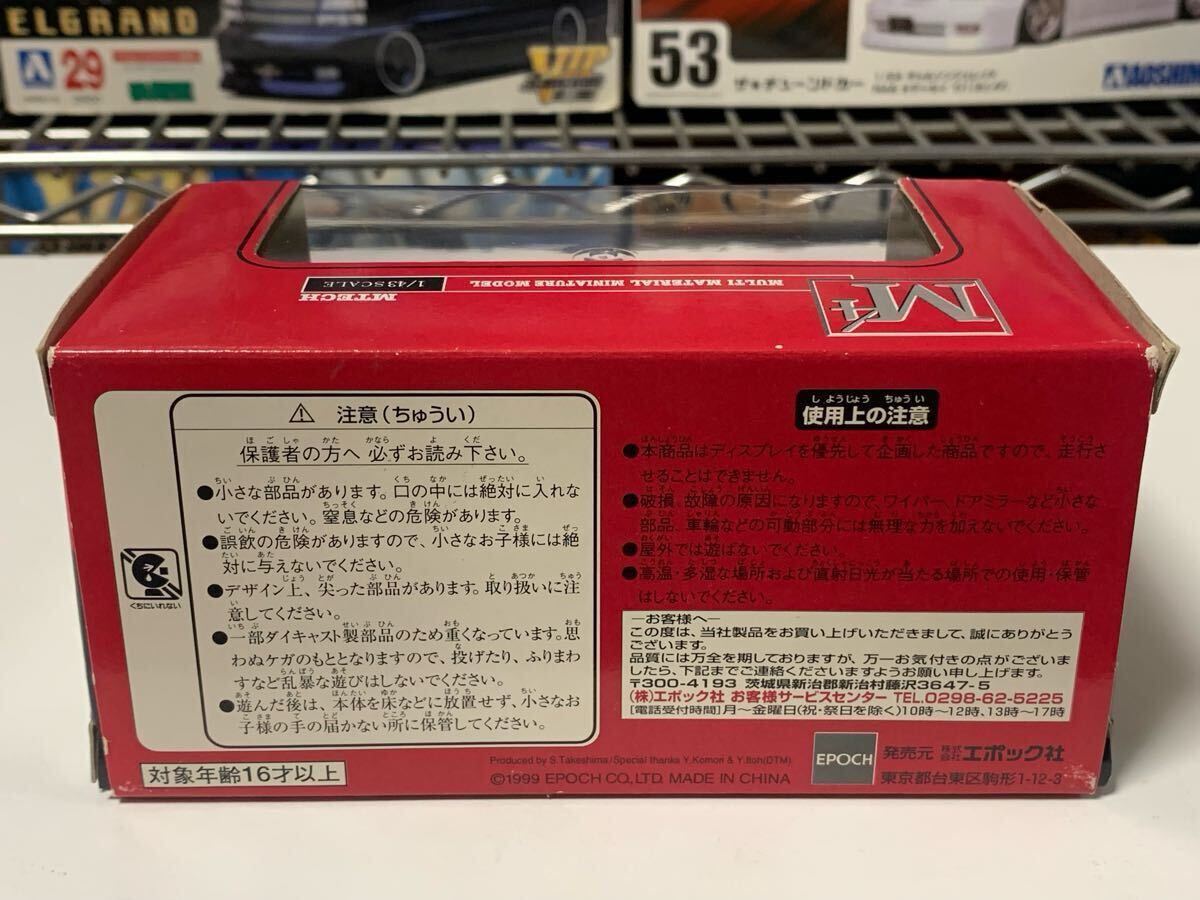 ELGRAND
29
VIP
53
ザ★チューンドカー
AOSHIN
M+
MULTI MATERIAL MINIATURE MODEL
MTECH
1/43 SCALE
⚠ 注意(ちゅうい)
保護者の方へ 必ずお読み下さい。
●小さな部品があります。口の中には絶対に入れな
いでください。窒息などの危険があります。
●誤飲の危険がありますので、小さなお子様には絶
対に与えないでください。
●デザイン上、尖った部品があります。取り扱いに注
意してください。
●一部ダイキャスト製部品のため重くなっています。思
わぬケガのもととなりますので、投げたり、ふりまわ
すなど乱暴な遊びはしないでください。
●遊んだ後は、本体を床などに放置せず、小さなお
子様の手の届かない所に保管してください。
くちにいれない
対象年齢16才以上
しようじょう ちゅうい
使用上の注意
●本商品はディスプレイを優先して企画した商品ですので、走行さ
せることはできません。
●破損、故障の原因になりますので、ワイパー、ドアミラーなど小さな
部品、車輪などの可動部分には無理な力を加えないでください。
●屋外では遊ばないでください。
●高温・多湿な場所および直射日光が当たる場所での使用・保管
はしないでください。
―お客様へ―
この度は、当社製品をお買い上げいただきまして、誠にありがとう
ございます。
品質には万全を期しておりますが、万一お気付きの点がございま
したら、下記までご連絡くださいますようお願い申し上げます。
〒300-4193 茨城県新治郡新治村藤沢3647-5
(株)エポック社 お客様サービスセンター TEL.0298-62-5225
[電話受付時間]月〜金曜日(祝・祭日を除く)10時〜12時、13時〜17時
Produced by S.Takeshima/Special thanks Y.Komori & Y.Itoh(DTM).
©1999 EPOCH CO.,LTD. MADE IN CHINA
EPOCH
発売元 株式会社 エポック社
東京都台東区駒形1-12-3